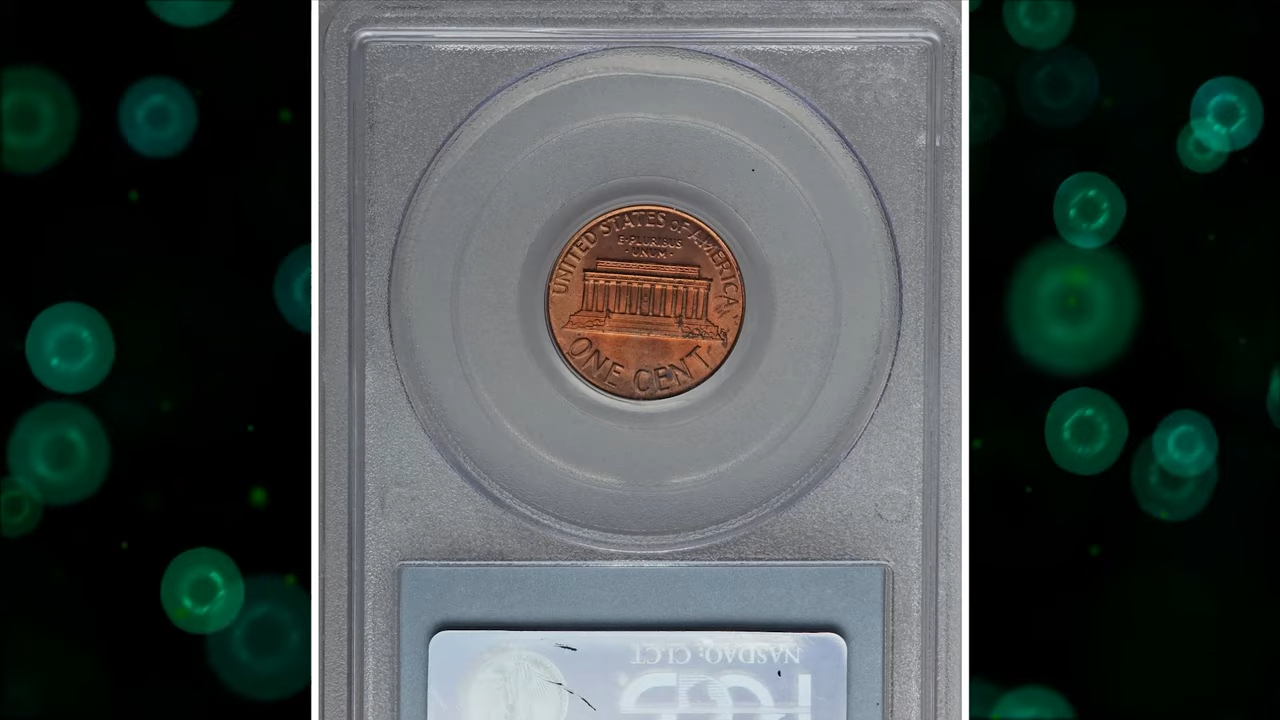 UNITED STATES OF AMERICA
E·PLURIBUS
·UNUM·
ONE CENT
NASDAQ: CLCT